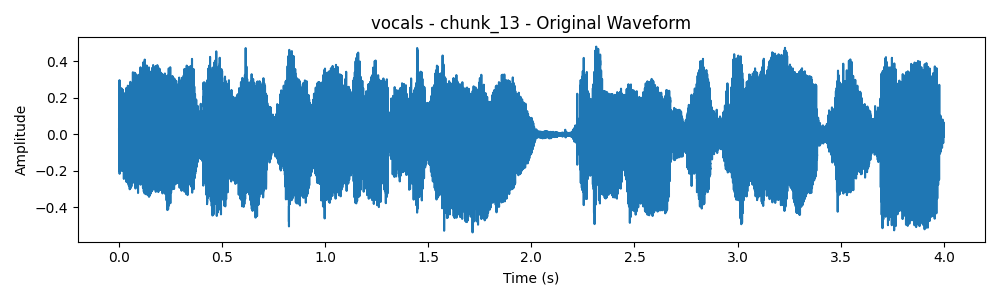 vocals - chunk_13 - Original Waveform
Amplitude
0.4
0.2
0.0
−0.2
−0.4
0.0 0.5 1.0 1.5 2.0 2.5 3.0 3.5 4.0
Time (s)